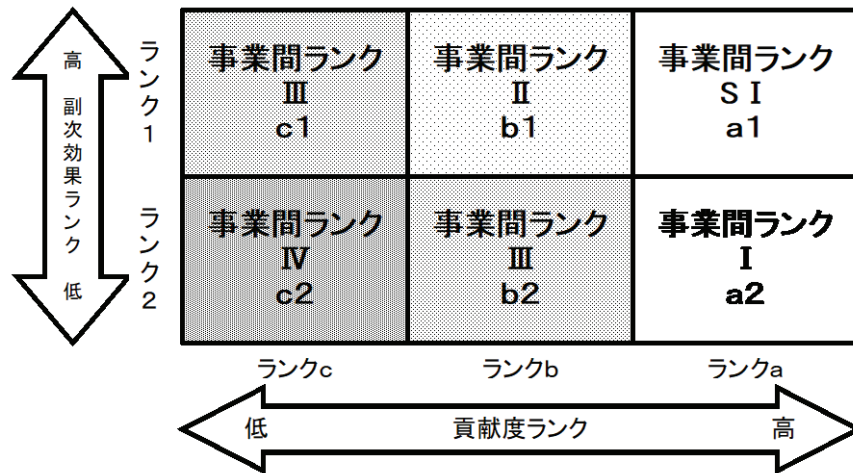 高
副次効果ランク
低
ランク1
ランク2
事業間ランク
Ⅲ
c1
事業間ランク
Ⅱ
b1
事業間ランク
SⅠ
a1
事業間ランク
Ⅳ
c2
事業間ランク
Ⅲ
b2
事業間ランク
Ⅰ
a2
ランクc
ランクb
ランクa
低
貢献度ランク
高